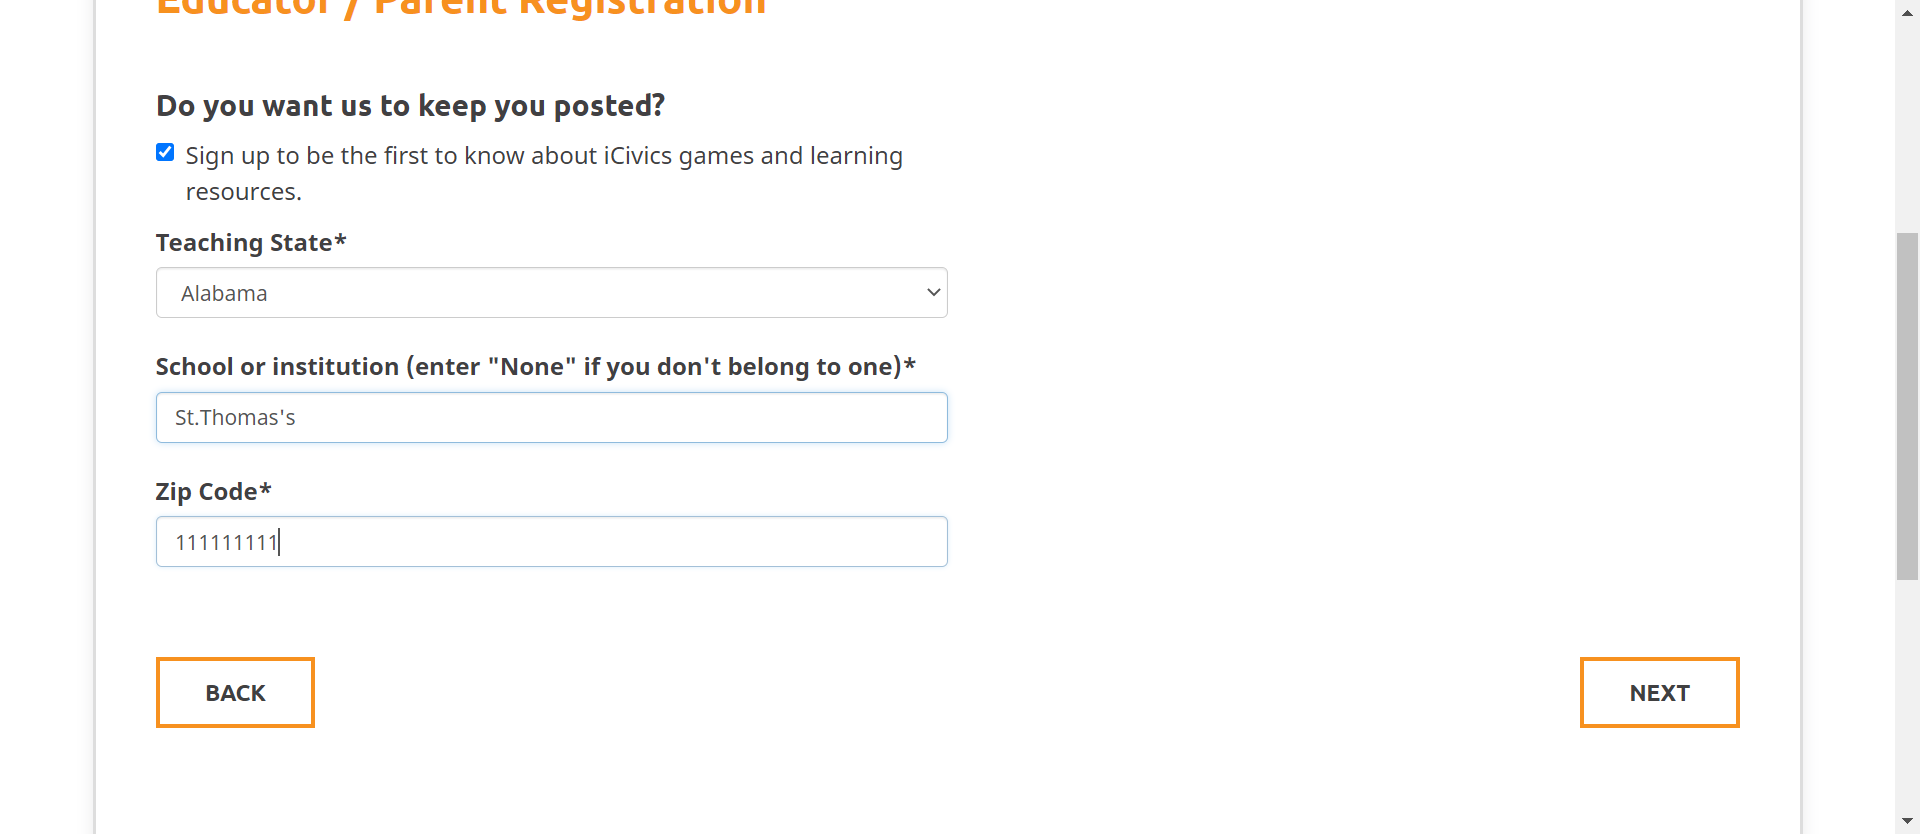 Educator / Parent Registration
Do you want us to keep you posted?
Sign up to be the first to know about iCivics games and learning
resources.
Teaching State*
Alabama
School or institution (enter "None" if you don't belong to one)*
St.Thomas's
Zip Code*
111111111
BACK
NEXT